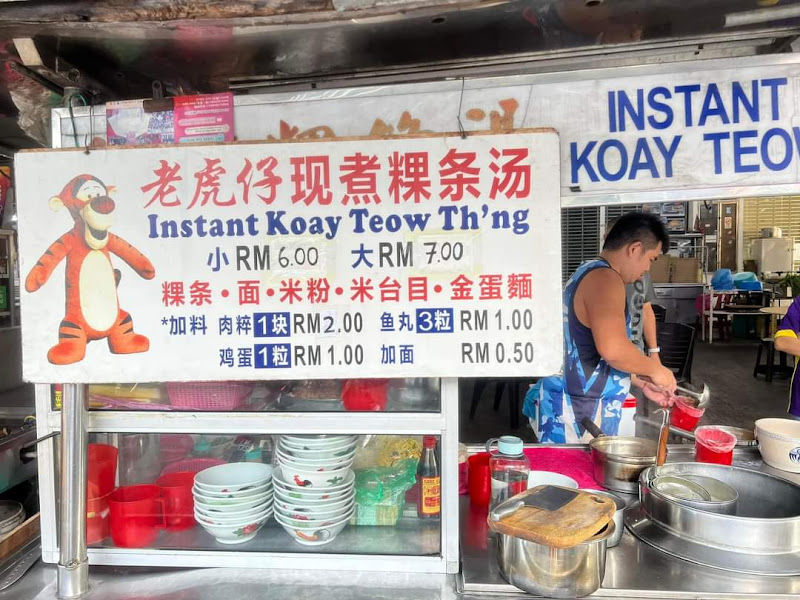 老虎仔现煮粿条汤
Instant Koay Teow Th'ng
小 RM 6.00 大 RM 7.00
粿条・面・米粉・米台目・金蛋麵
*加料 肉粹 1块 RM2.00 鱼丸 3粒 RM 1.00
鸡蛋 1粒 RM 1.00 加面 RM 0.50
INSTANT
KOAY TEOW